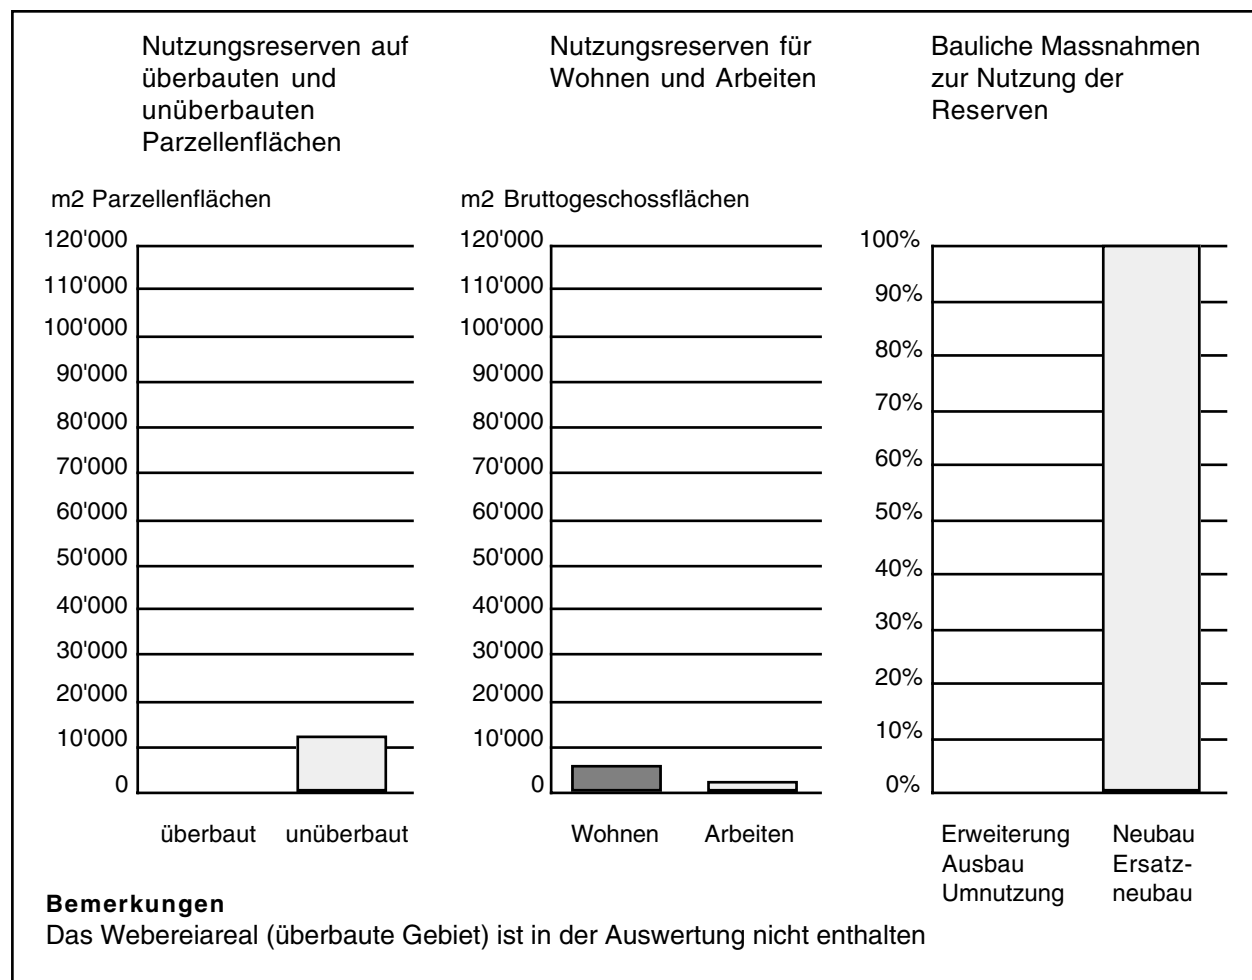 Nutzungsreserven auf
überbauten und
unüberbauten
Parzellenflächen
m2 Parzellenflächen
120'000
110'000
100'000
90'000
80'000
70'000
60'000
50'000
40'000
30'000
20'000
10'000
0
überbaut unüberbaut
Nutzungsreserven für
Wohnen und Arbeiten
m2 Bruttogeschossflächen
120'000
110'000
100'000
90'000
80'000
70'000
60'000
50'000
40'000
30'000
20'000
10'000
0
Wohnen Arbeiten
Bauliche Massnahmen
zur Nutzung der
Reserven
100%
90%
80%
70%
60%
50%
40%
30%
20%
10%
0%
Erweiterung
Ausbau
Umnutzung
Neubau
Ersatz-
neubau
Bemerkungen
Das Webereiareal (überbaute Gebiet) ist in der Auswertung nicht enthalten